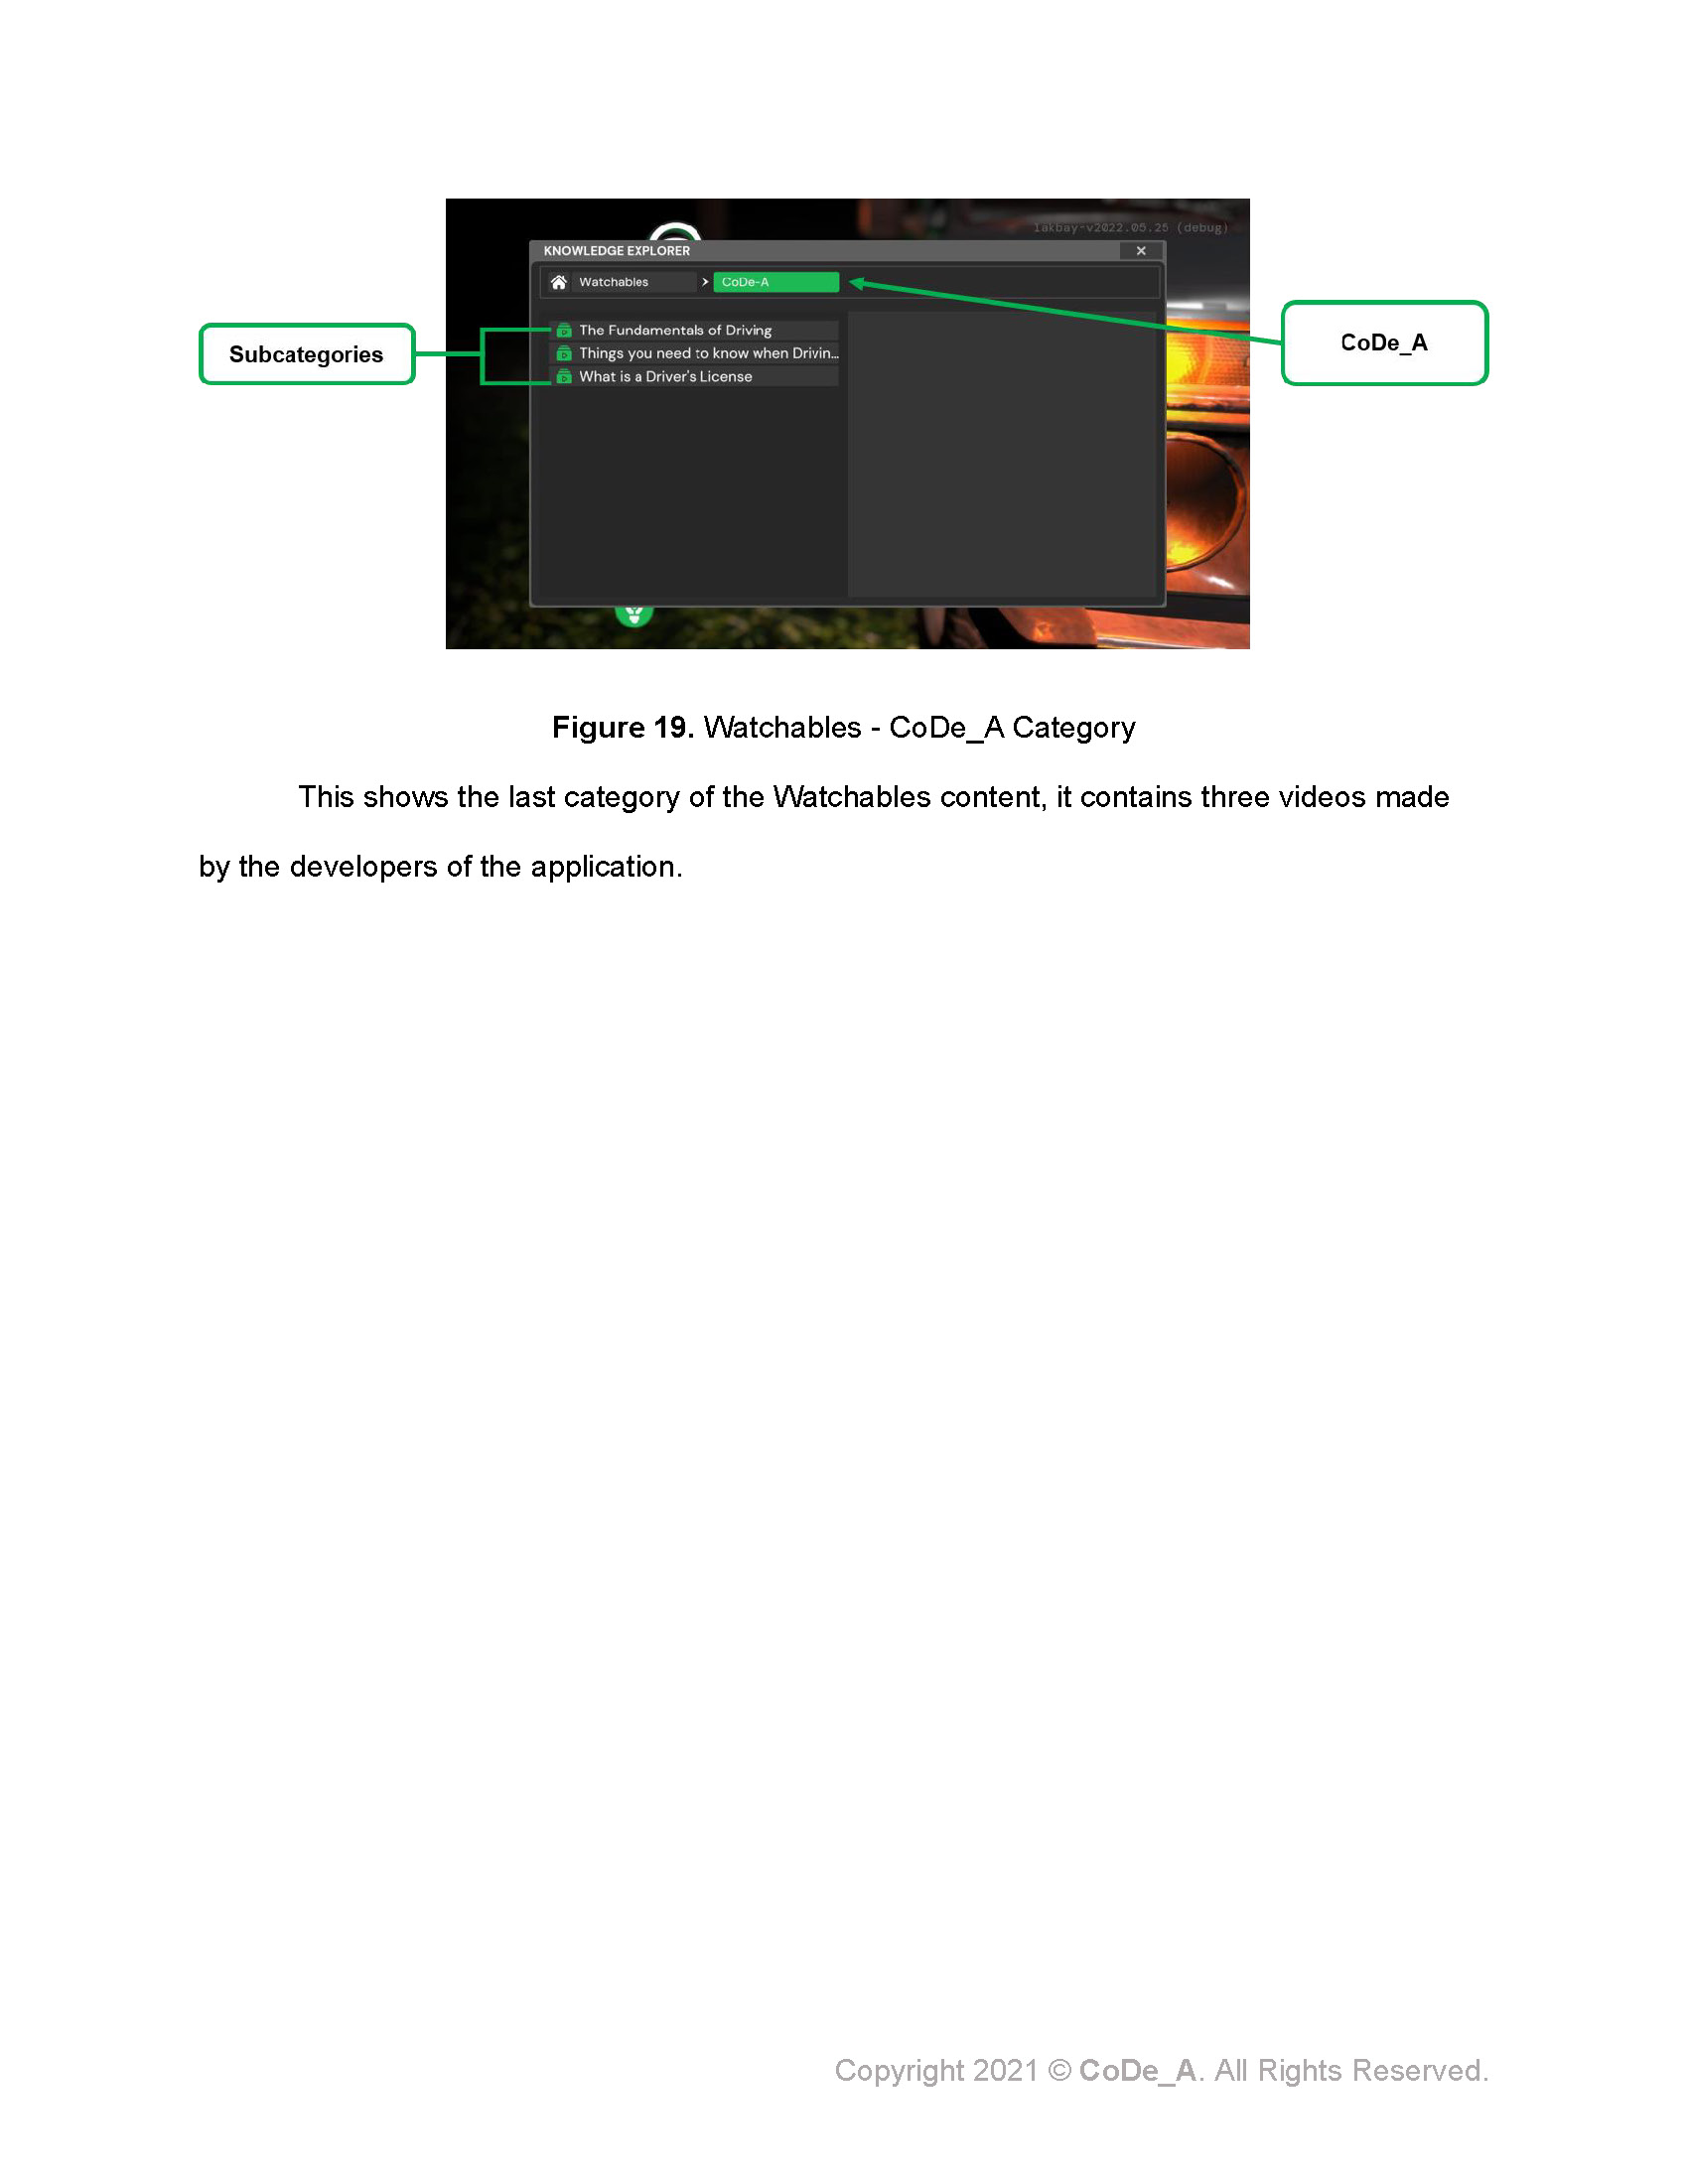 lakbay-v2022.05.25 (debug)
KNOWLEDGE EXPLORER
Watchables > CoDe-A
The Fundamentals of Driving
Things you need to know when Drivin...
What is a Driver's License
Subcategories
CoDe_A
Figure 19. Watchables - CoDe_A Category
This shows the last category of the Watchables content, it contains three videos made
by the developers of the application.
Copyright 2021 © CoDe_A. All Rights Reserved.